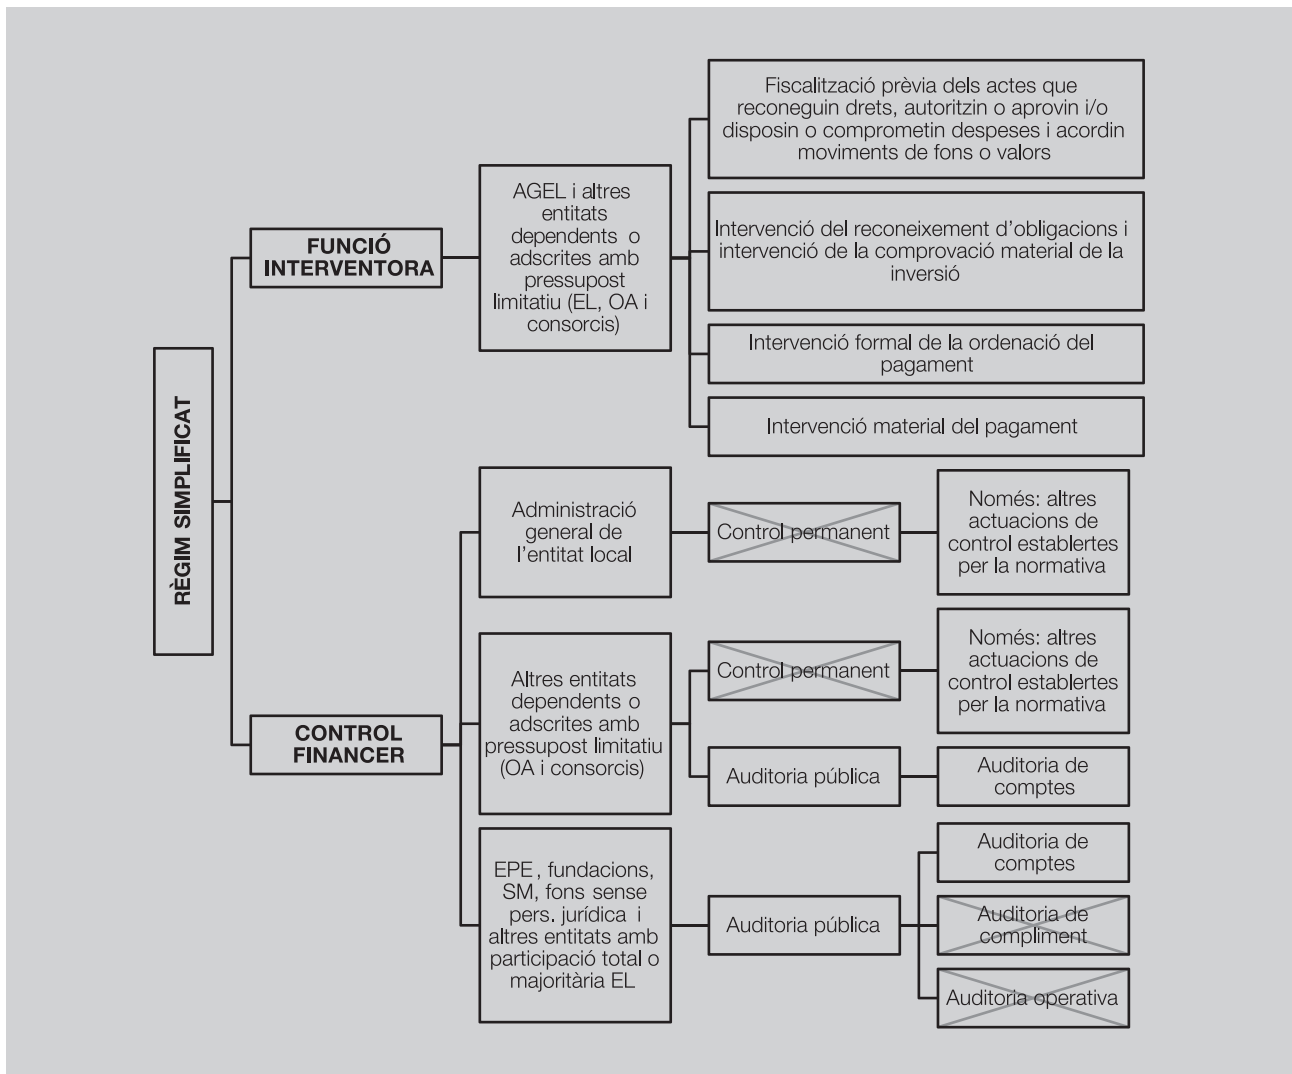 RÈGIM SIMPLIFICAT
FUNCIÓ
INTERVENTORA
AGEL i altres
entitats
dependents o
adscrites amb
pressupost
limitatiu (EL, OA i
consorcis)
Fiscalització prèvia dels actes que
reconeguin drets, autoritzin o aprovin i/o
disposin o comprometin despeses i acordin
moviments de fons o valors
Intervenció del reconeixement d'obligacions i
intervenció de la comprovació material de la
inversió
Intervenció formal de la ordenació del
pagament
Intervenció material del pagament
CONTROL
FINANCER
Administració
general de
l'entitat local
Control permanent
Només: altres
actuacions de
control establertes
per la normativa
Altres entitats
dependents o
adscrites amb
pressupost limitatiu
(OA i consorcis)
Control permanent
Només: altres
actuacions de
control establertes
per la normativa
Auditoria pública
Auditoria de
comptes
EPE, fundacions,
SM, fons sense
pers. jurídica i
altres entitats amb
participació total o
majoritària EL
Auditoria pública
Auditoria de
comptes
Auditoria de
compliment
Auditoria operativa